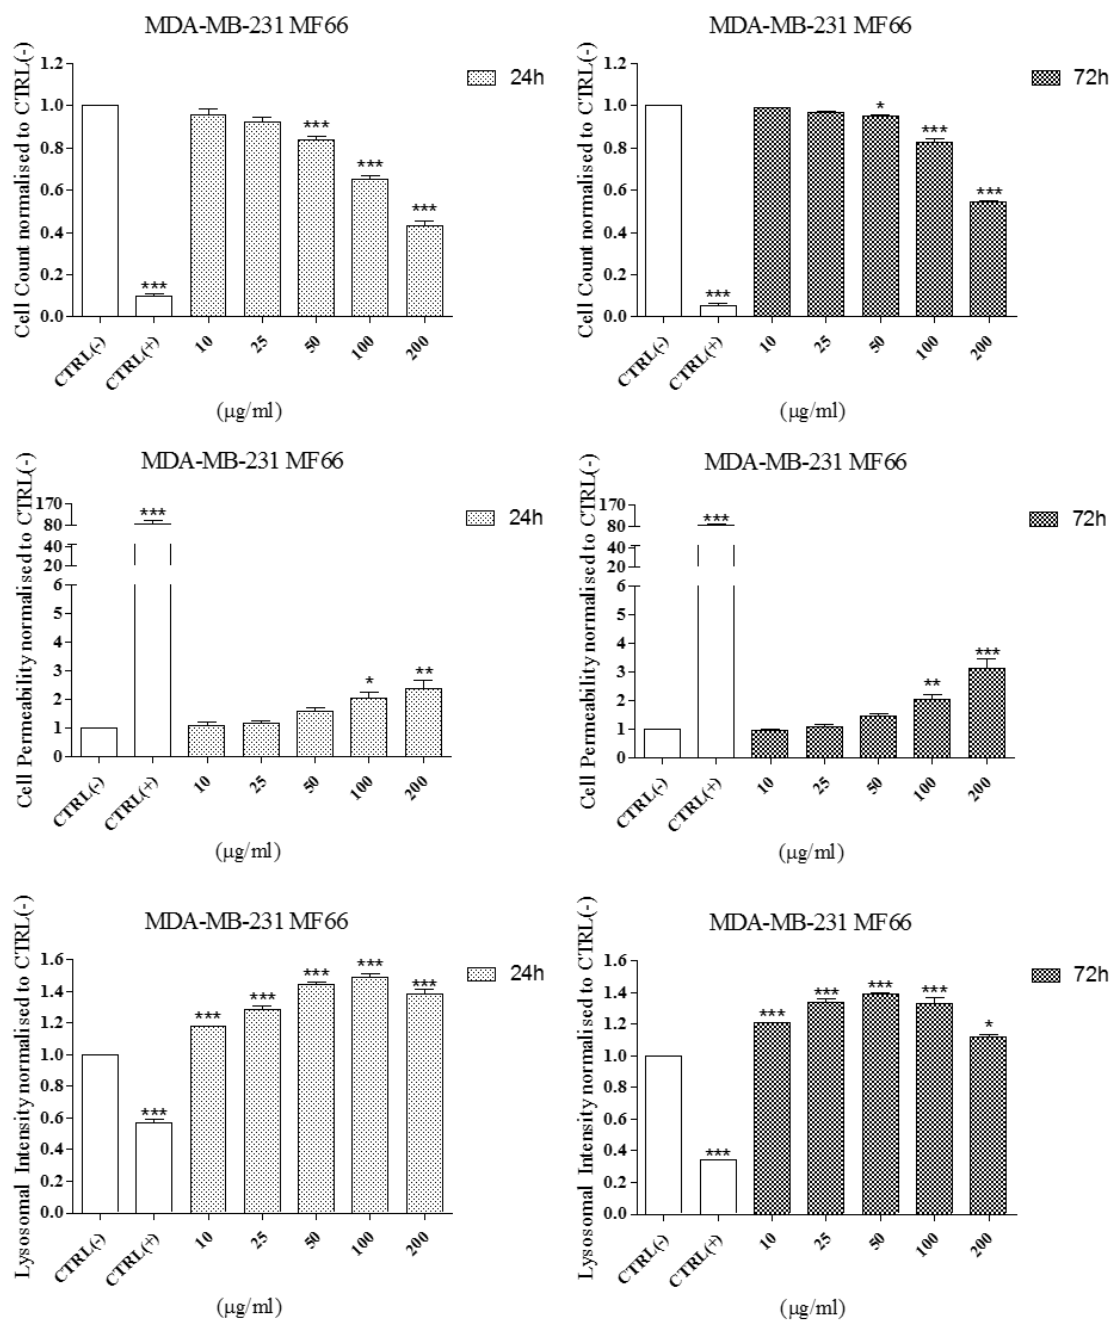 MDA-MB-231 MF66
Cell Count normalised to CTRL(-)
1.2
1.0
0.8
0.6
0.4
0.2
0.0
*** *** *** ***
CTRL(-) CTRL(+) 10 25 50 100 200
(μg/ml)
24h
MDA-MB-231 MF66
Cell Count normalised to CTRL(-)
1.2
1.0
0.8
0.6
0.4
0.2
0.0
*** * *** ***
CTRL(-) CTRL(+) 10 25 50 100 200
(μg/ml)
72h
MDA-MB-231 MF66
Cell Permeability normalised to CTRL(-)
170
80
40
20
6
5
4
3
2
1
0
*** * **
CTRL(-) CTRL(+) 10 25 50 100 200
(μg/ml)
24h
MDA-MB-231 MF66
Cell Permeability normalised to CTRL(-)
170
80
40
20
6
5
4
3
2
1
0
*** ** ***
CTRL(-) CTRL(+) 10 25 50 100 200
(μg/ml)
72h
MDA-MB-231 MF66
Lysosomal Intensity normalised to CTRL(-)
1.6
1.4
1.2
1.0
0.8
0.6
0.4
0.2
0.0
*** *** *** *** *** ***
CTRL(-) CTRL(+) 10 25 50 100 200
(μg/ml)
24h
MDA-MB-231 MF66
Lysosomal Intensity normalised to CTRL(-)
1.6
1.4
1.2
1.0
0.8
0.6
0.4
0.2
0.0
*** *** *** *** *** *
CTRL(-) CTRL(+) 10 25 50 100 200
(μg/ml)
72h